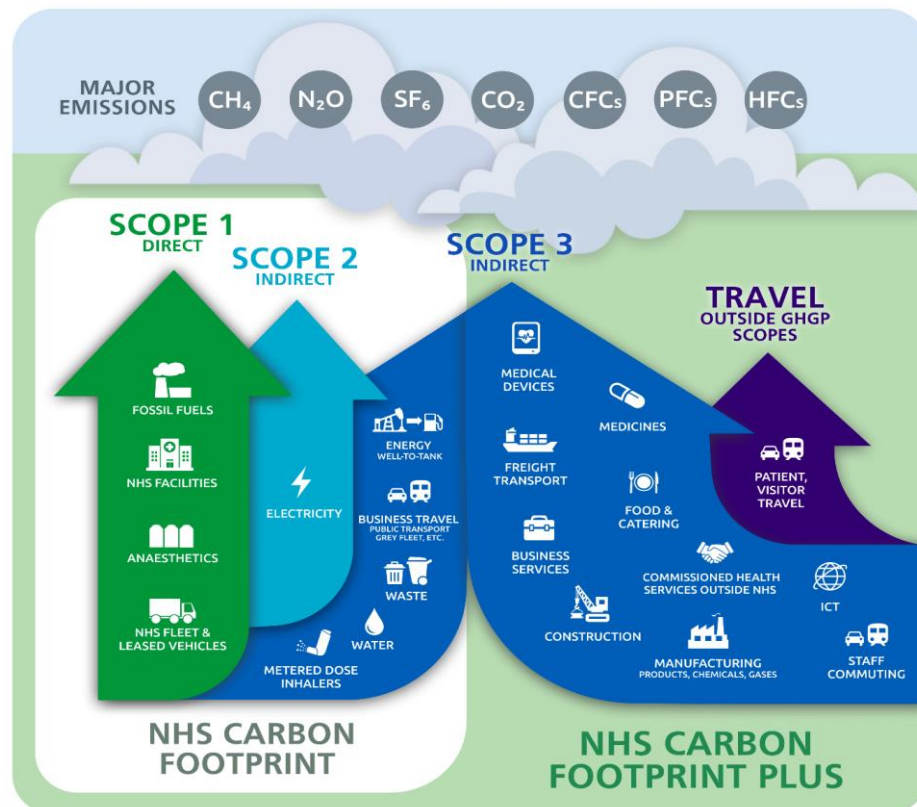 MAJOR
EMISSIONS
CH₄
N₂O
SF₆
CO₂
CFCs
PFCs
HFCs
SCOPE 1
DIRECT
SCOPE 2
INDIRECT
SCOPE 3
INDIRECT
TRAVEL
OUTSIDE GHGP
SCOPES
FOSSIL FUELS
NHS FACILITIES
ANAESTHETICS
NHS FLEET &
LEASED VEHICLES
ELECTRICITY
ENERGY
WELL-TO-TANK
BUSINESS TRAVEL
PUBLIC TRANSPORT
GREY FLEET, ETC.
WASTE
WATER
METERED DOSE
INHALERS
MEDICAL
DEVICES
MEDICINES
FREIGHT
TRANSPORT
FOOD &
CATERING
BUSINESS
SERVICES
COMMISSIONED HEALTH
SERVICES OUTSIDE NHS
CONSTRUCTION
MANUFACTURING
PRODUCTS, CHEMICALS, GASES
ICT
STAFF
COMMUTING
PATIENT,
VISITOR
TRAVEL
NHS CARBON
FOOTPRINT
NHS CARBON
FOOTPRINT PLUS